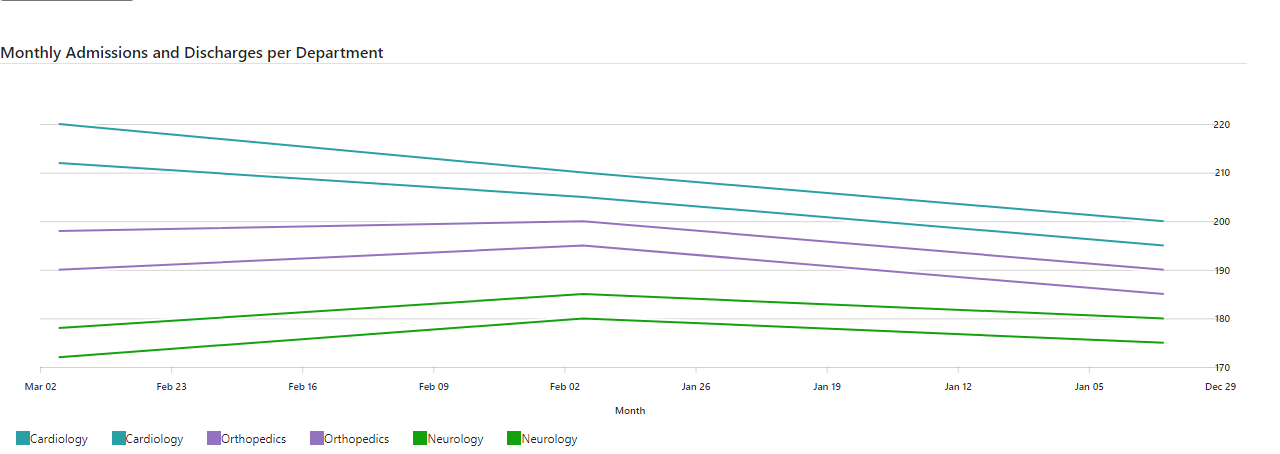 Monthly Admissions and Discharges per Department
220
210
200
190
180
170
Mar 02 Feb 23 Feb 16 Feb 09 Feb 02 Jan 26 Jan 19 Jan 12 Jan 05 Dec 29
Month
Cardiology Cardiology Orthopedics Orthopedics Neurology Neurology